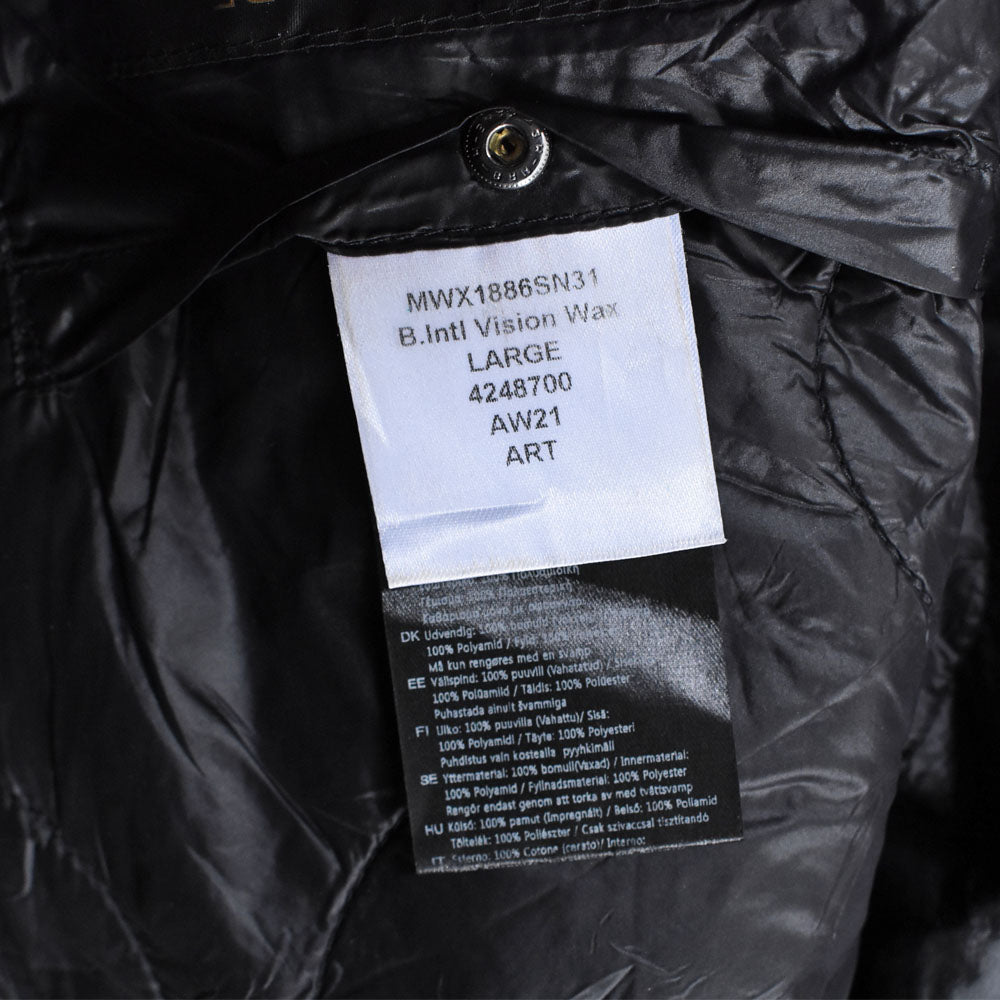 MWX1886SN31
B.Intl Vision Wax
LARGE
4248700
AW21
ART
DK Udvendig: 100% bomuld
100% Polyamid / Fyld:
Må kun rengøres med en svamp
EE Välispind: 100% puuvill (Vahatatud) /
100% Polüamiid / Täidis: 100% Polüester
Puhastada ainult švammiga
FI Ulko: 100% puuvilla (Vahattu)/ Sisä:
100% Polyamidi / Täyte: 100% Polyesteri
Puhdistus vain kostealla pyyhkimällä
SE Yttermaterial: 100% bomull(Vaxad) / Innermaterial:
100% Polyamid / Fyllnadsmaterial: 100% Polyester
Rengör endast genom att torka av med tvättsvamp
HU Külső: 100% pamut (Impregnált) / Belső: 100% Poliamid
Töltelék: 100% Poliészter / Csak szivaccsal tisztítandó
IT Esterno: 100% Cotone (cerato)/ Interno: